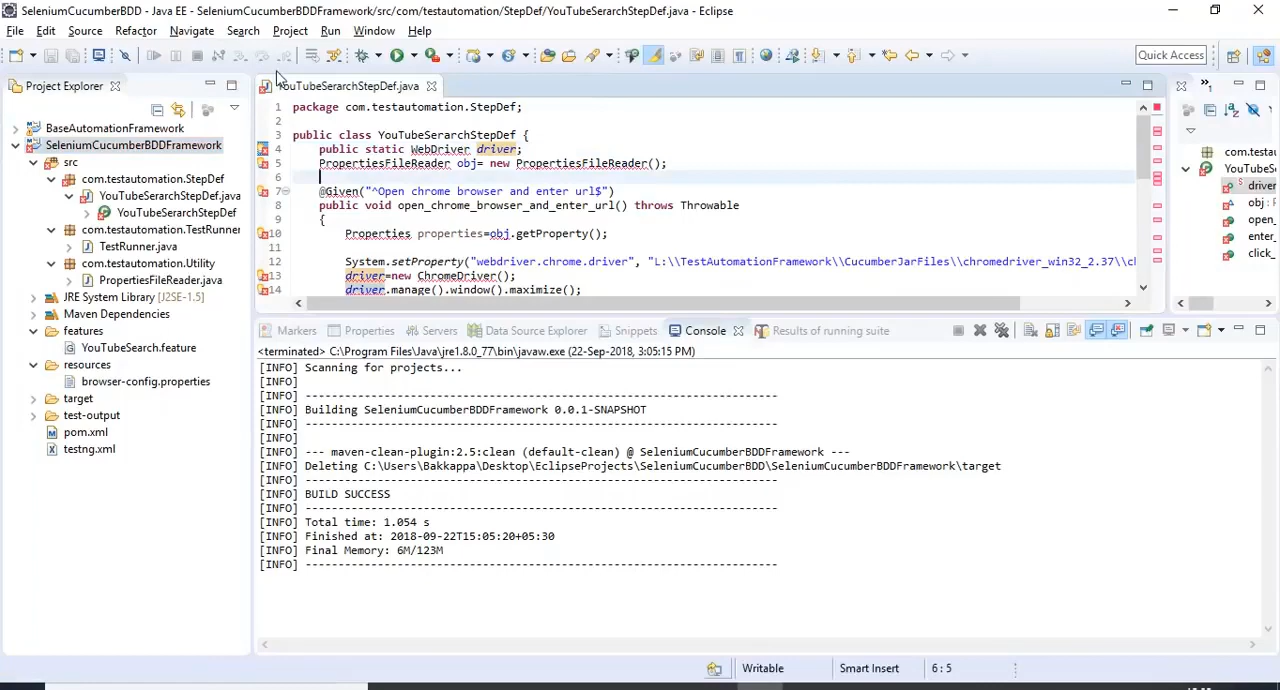 SeleniumCucumberBDD - Java EE - SeleniumCucumberBDDFramework/src/com/testautomation/StepDef/YouTubeSerarchStepDef.java - Eclipse
File Edit Source Refactor Navigate Search Project Run Window Help
Quick Access
Project Explorer
BaseAutomationFramework
SeleniumCucumberBDDFramework
src
com.testautomation.StepDef
YouTubeSerarchStepDef.java
YouTubeSerarchStepDef
com.testautomation.TestRunner
TestRunner.java
com.testautomation.Utility
PropertiesFileReader.java
JRE System Library [J2SE-1.5]
Maven Dependencies
features
YouTubeSearch.feature
resources
browser-config.properties
target
test-output
pom.xml
testng.xml
YouTubeSerarchStepDef.java
1 package com.testautomation.StepDef;
2
3 public class YouTubeSerarchStepDef {
4 public static WebDriver driver;
5 PropertiesFileReader obj= new PropertiesFileReader();
6
7 @Given("^Open chrome browser and enter url$")
8 public void open_chrome_browser_and_enter_url() throws Throwable
9 {
10 Properties properties=obj.getProperty();
11
12 System.setProperty("webdriver.chrome.driver", "L:\\TestAutomationFramework\\CucumberJarFiles\\chromedriver_win32_2.37\\ch
13 driver=new ChromeDriver();
14 driver.manage().window().maximize();
1
com.testa
YouTubeS
driver
obj : P
open_
enter_
click_
Markers Properties Servers Data Source Explorer Snippets Console Results of running suite
<terminated> C:\Program Files\Java\jre1.8.0_77\bin\javaw.exe (22-Sep-2018, 3:05:15 PM)
[INFO] Scanning for projects...
[INFO]
[INFO] ------------------------------------------------------------------------
[INFO] Building SeleniumCucumberBDDFramework 0.0.1-SNAPSHOT
[INFO] ------------------------------------------------------------------------
[INFO]
[INFO] --- maven-clean-plugin:2.5:clean (default-clean) @ SeleniumCucumberBDDFramework ---
[INFO] Deleting C:\Users\Bakkappa\Desktop\EclipseProjects\SeleniumCucumberBDD\SeleniumCucumberBDDFramework\target
[INFO] ------------------------------------------------------------------------
[INFO] BUILD SUCCESS
[INFO] ------------------------------------------------------------------------
[INFO] Total time: 1.054 s
[INFO] Finished at: 2018-09-22T15:05:20+05:30
[INFO] Final Memory: 6M/123M
[INFO] ------------------------------------------------------------------------
Writable Smart Insert 6 : 5